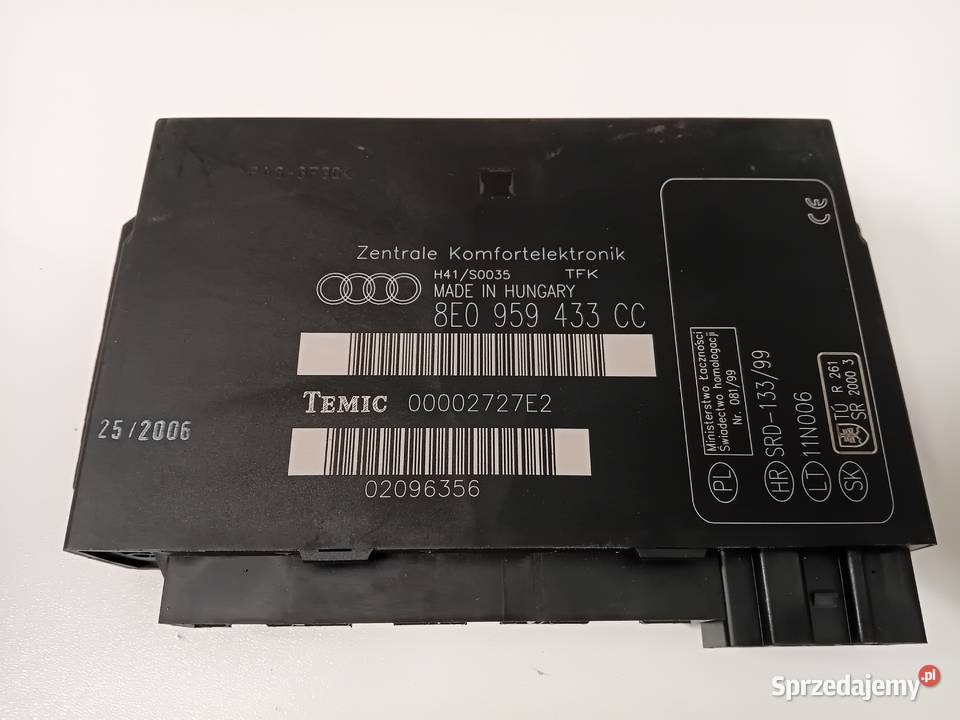 Zentrale Komfortelektronik
H41/S0035 TFK
MADE IN HUNGARY
8E0 959 433 CC
TEMIC 00002727E2
02096356
25/2006
CE
Ministerstwo Łączności
Świadectwo homologacji
Nr. 081/99
PL
HR SRD-133/99
LT 11N006
SK TÚ R 261
SR 2000 3
Sprzedajemy.pl